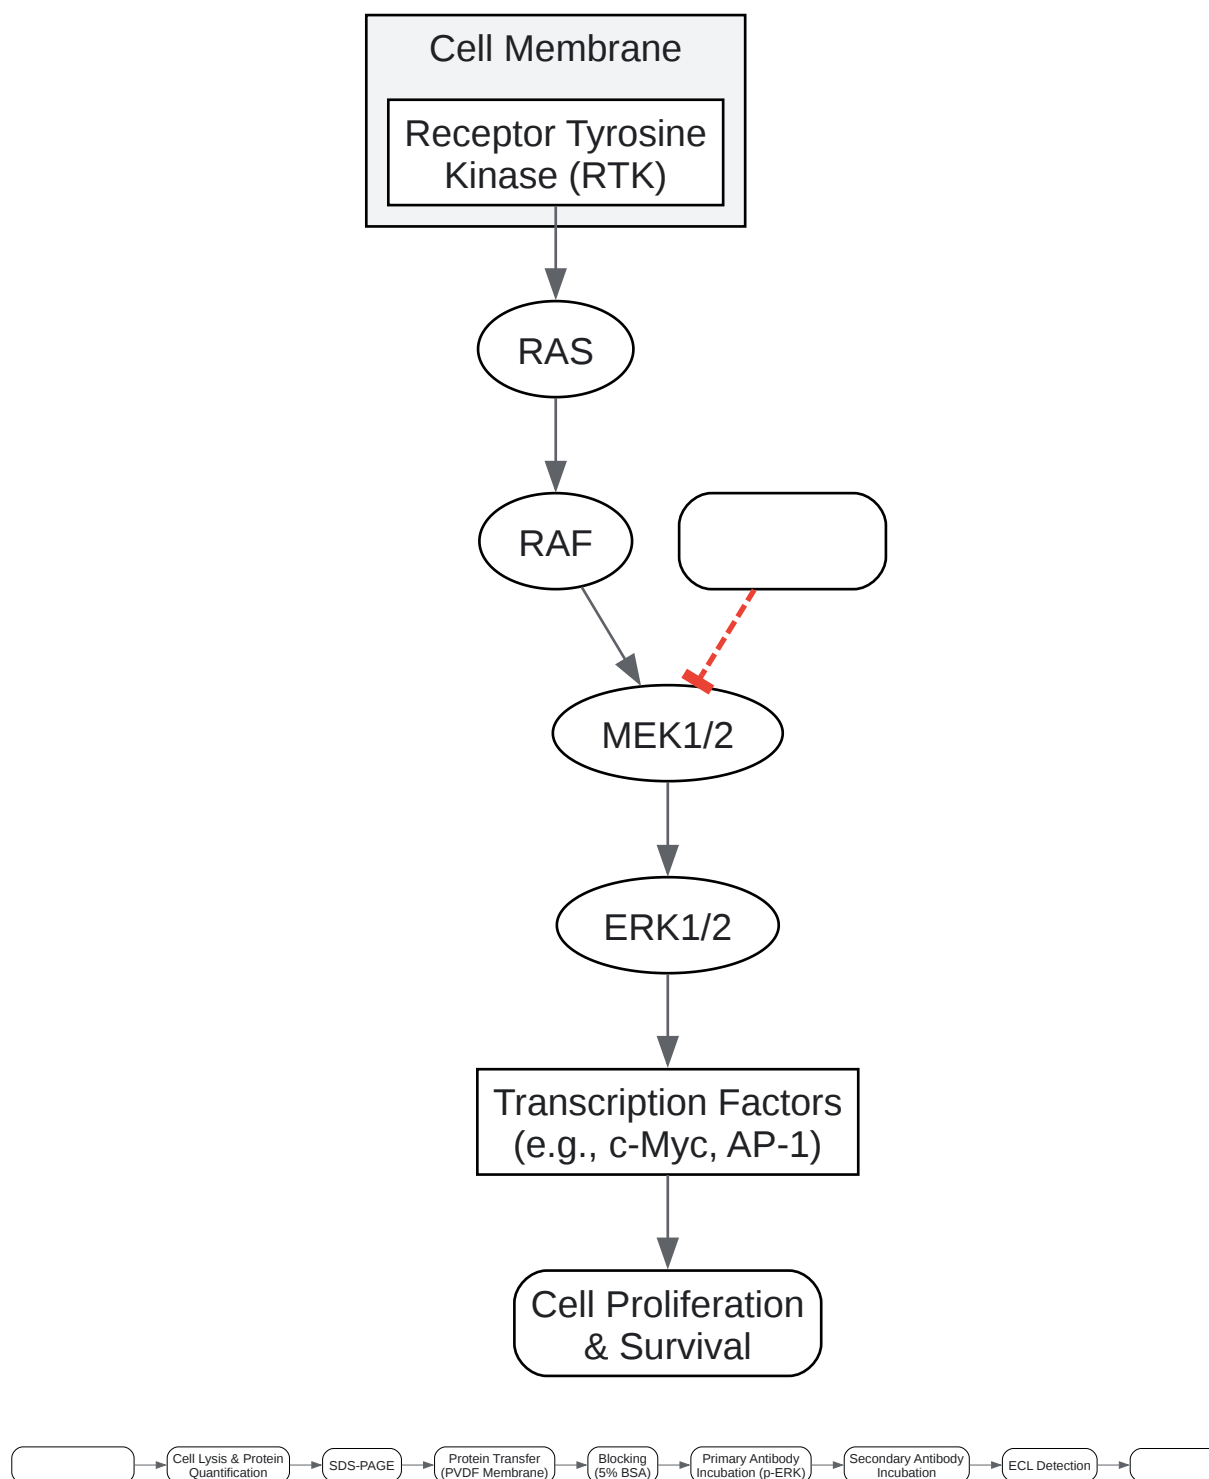 Cell Membrane
Receptor Tyrosine
Kinase (RTK)
RAS
RAF
MEK1/2
ERK1/2
Transcription Factors
(e.g., c-Myc, AP-1)
Cell Proliferation
& Survival
Cell Lysis & Protein
Quantification
SDS-PAGE
Protein Transfer
(PVDF Membrane)
Blocking
(5% BSA)
Primary Antibody
Incubation (p-ERK)
Secondary Antibody
Incubation
ECL Detection